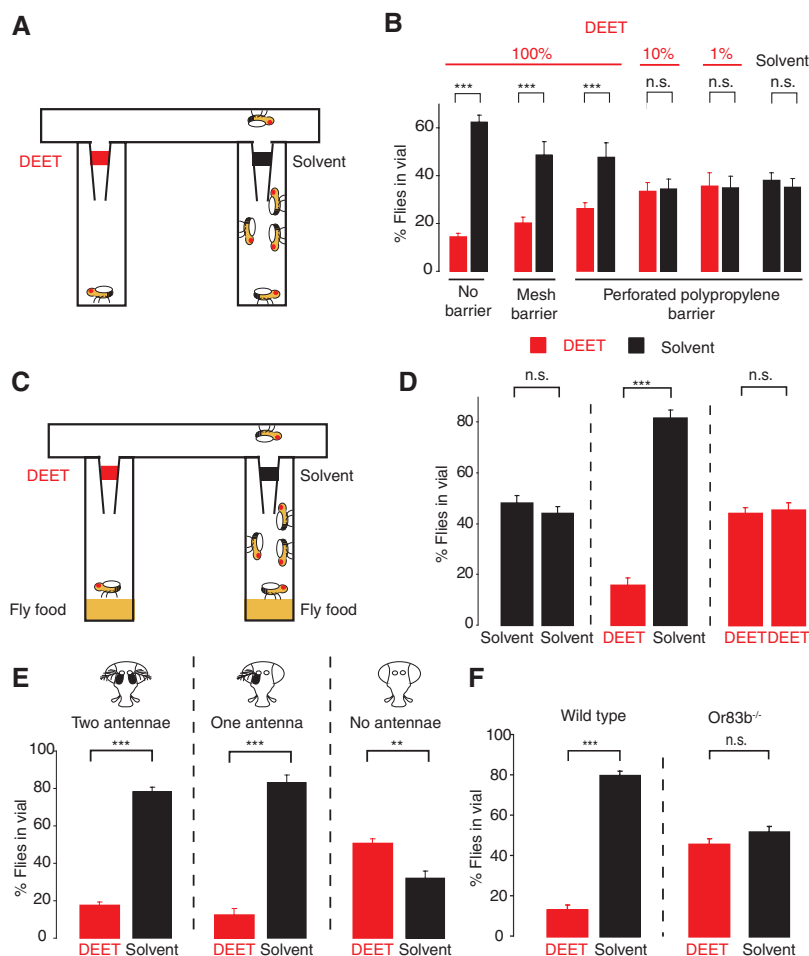 A
DEET
Solvent
B
DEET
100%
10%
1%
Solvent
***
***
***
n.s.
n.s.
n.s.
% Flies in vial
60
40
20
0
No
barrier
Mesh
barrier
Perforated polypropylene
barrier
DEET
Solvent
C
DEET
Solvent
Fly food
Fly food
D
n.s.
***
n.s.
% Flies in vial
80
60
40
20
0
Solvent
Solvent
DEET
Solvent
DEET
DEET
E
Two antennae
One antenna
No antennae
***
***
**
% Flies in vial
100
80
60
40
20
0
DEET
Solvent
DEET
Solvent
DEET
Solvent
F
Wild type
Or83b-/-
***
n.s.
% Flies in vial
80
60
40
20
0
DEET
Solvent
DEET
Solvent